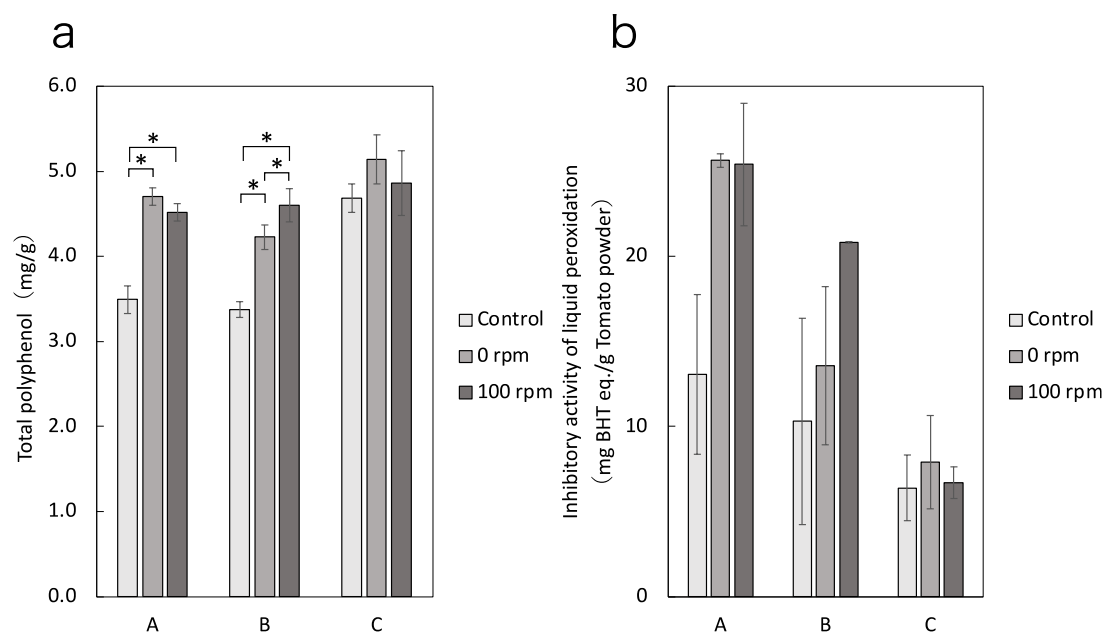 a
6.0
5.0
4.0
3.0
2.0
1.0
0.0
Total polyphenol（mg/g）
* *
* * *
A B C
Control
0 rpm
100 rpm
b
30
20
10
0
Inhibitory activity of liquid peroxidation
（mg BHT eq./g Tomato powder）
A B C
Control
0 rpm
100 rpm